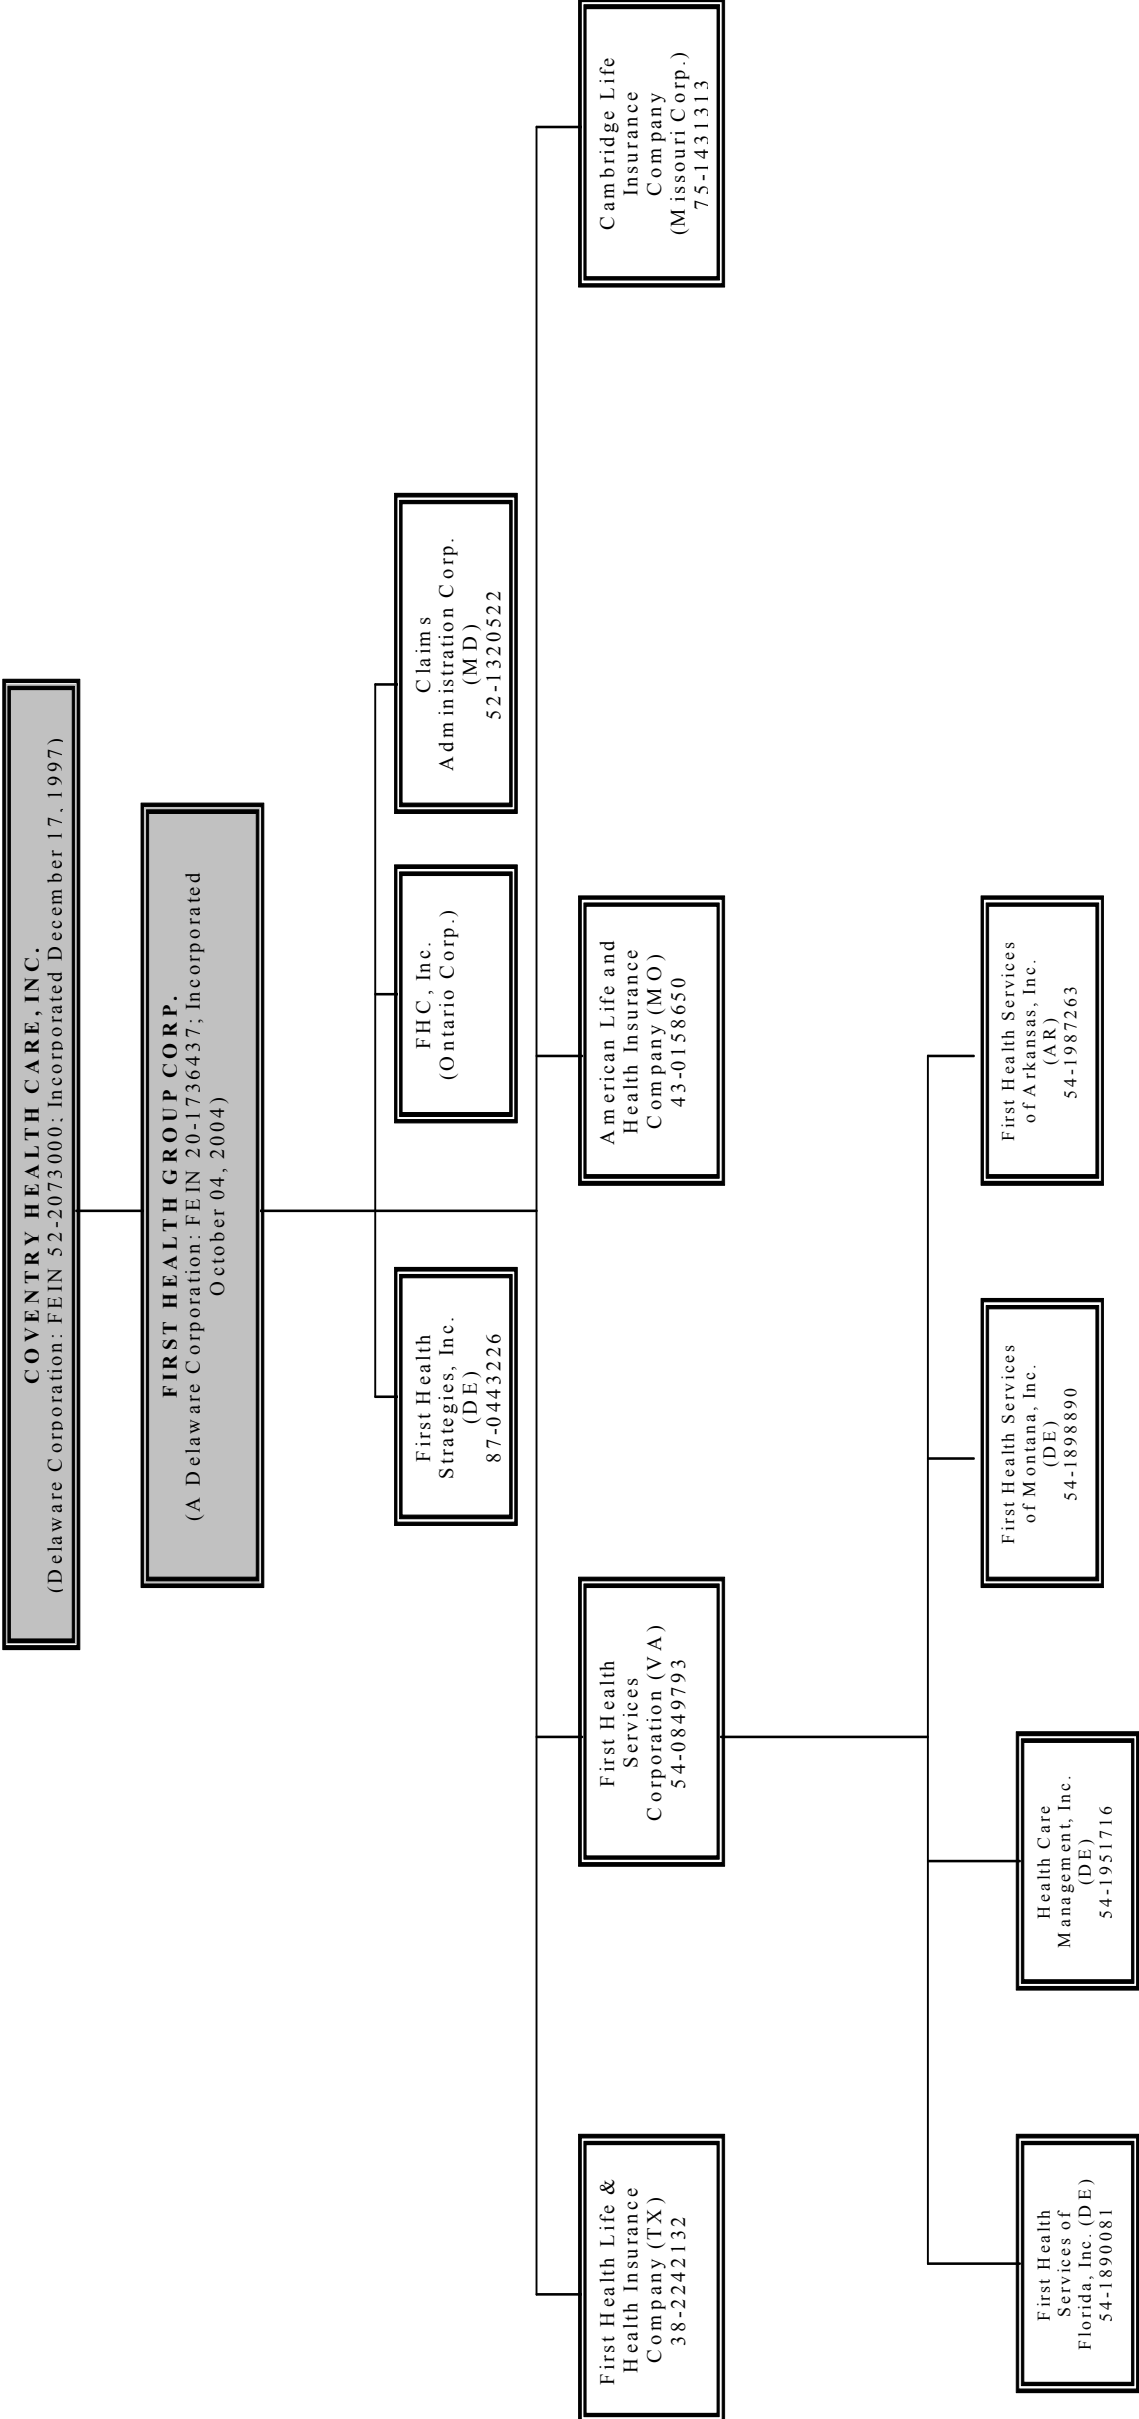 COVENTRY HEALTH CARE, INC.
(Delaware Corporation: FEIN 52-2073000; Incorporated December 17, 1997)
FIRST HEALTH GROUP CORP.
(A Delaware Corporation: FEIN 20-1736437; Incorporated
October 04, 2004)
First Health
Strategies, Inc.
(DE)
87-0443226
FHC, Inc.
(Ontario Corp.)
Claims
Administration Corp.
(MD)
52-1320522
First Health Life &
Health Insurance
Company (TX)
38-2242132
First Health
Services
Corporation (VA)
54-0849793
American Life and
Health Insurance
Company (MO)
43-0158650
Cambridge Life
Insurance
Company
(Missouri Corp.)
75-1431313
First Health
Services of
Florida, Inc. (DE)
54-1890081
Health Care
Management, Inc.
(DE)
54-1951716
First Health Services
of Montana, Inc.
(DE)
54-1898890
First Health Services
of Arkansas, Inc.
(AR)
54-1987263